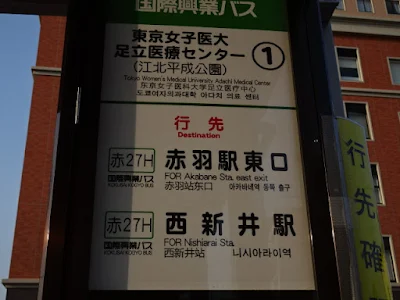 国際興業バス
東京女子医大
足立医療センター
(江北平成公園)
①
Tokyo Women's Medical University Adachi Medical Center
东京女子医科大学足立医疗中心
도쿄여자의과대학 아다치 의료 센터
行先
Destination
赤27H
国際興業バス
KOKUSAI KOGYO BUS
赤羽駅東口
FOR Akabane Sta. east exit
赤羽站东口
아카바네역 동쪽 출구
赤27H
国際興業バス
KOKUSAI KOGYO BUS
西新井駅
FOR Nishiarai Sta.
西新井站
니시아라이역
行先確